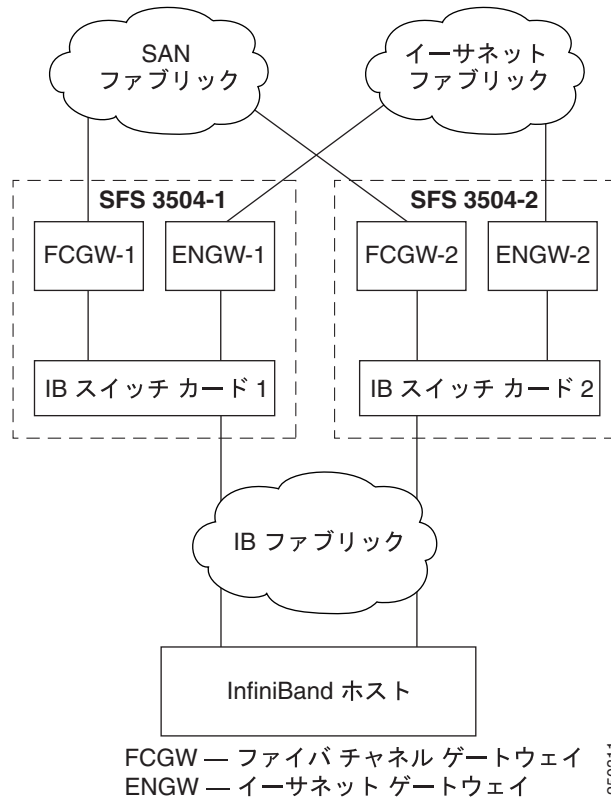 SAN
ファブリック
イーサネット
ファブリック
SFS 3504-1
SFS 3504-2
FCGW-1
ENGW-1
FCGW-2
ENGW-2
IB スイッチ カード 1
IB スイッチ カード 2
IB ファブリック
InfiniBand ホスト
FCGW — ファイバ チャネル ゲートウェイ
ENGW — イーサネット ゲートウェイ